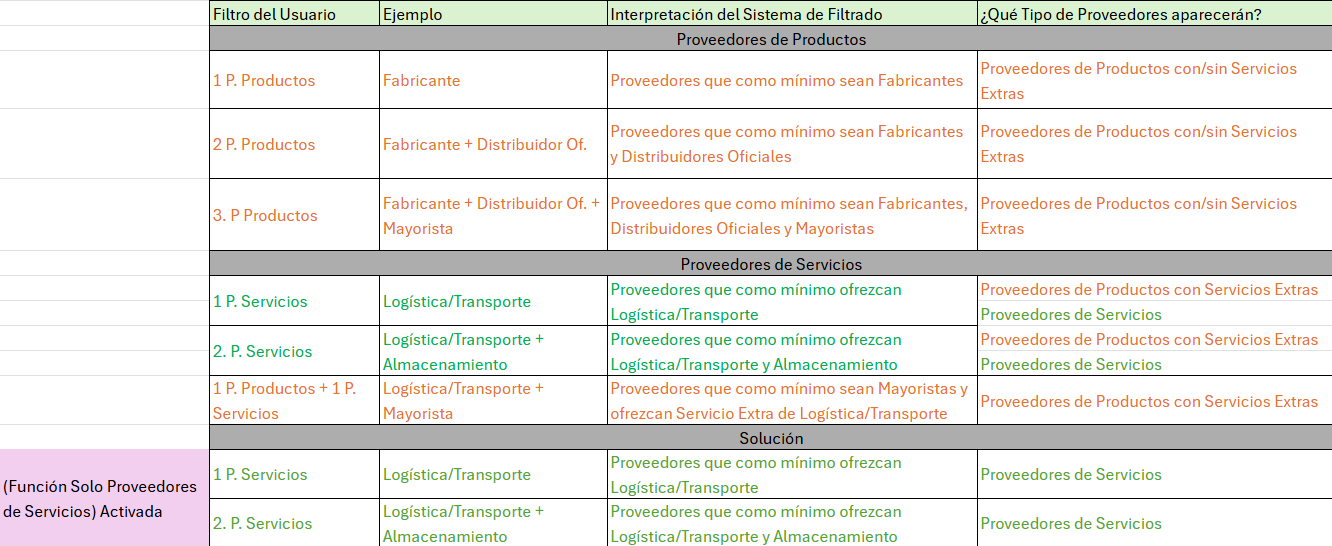 Filtro del Usuario
Ejemplo
Interpretación del Sistema de Filtrado
¿Qué Tipo de Proveedores aparecerán?
Proveedores de Productos
1 P. Productos
Fabricante
Proveedores que como mínimo sean Fabricantes
Proveedores de Productos con/sin Servicios
Extras
2 P. Productos
Fabricante + Distribuidor Of.
Proveedores que como mínimo sean Fabricantes
y Distribuidores Oficiales
Proveedores de Productos con/sin Servicios
Extras
3. P Productos
Fabricante + Distribuidor Of. +
Mayorista
Proveedores que como mínimo sean Fabricantes,
Distribuidores Oficiales y Mayoristas
Proveedores de Productos con/sin Servicios
Extras
Proveedores de Servicios
1 P. Servicios
Logística/Transporte
Proveedores que como mínimo ofrezcan
Logística/Transporte
Proveedores de Productos con Servicios Extras
Proveedores de Servicios
2. P. Servicios
Logística/Transporte +
Almacenamiento
Proveedores que como mínimo ofrezcan
Logística/Transporte y Almacenamiento
Proveedores de Productos con Servicios Extras
Proveedores de Servicios
1 P. Productos + 1 P.
Servicios
Logística/Transporte +
Mayorista
Proveedores que como mínimo sean Mayoristas y
ofrezcan Servicio Extra de Logística/Transporte
Proveedores de Productos con Servicios Extras
Solución
(Función Solo Proveedores
de Servicios) Activada
1 P. Servicios
Logística/Transporte
Proveedores que como mínimo ofrezcan
Logística/Transporte
Proveedores de Servicios
2. P. Servicios
Logística/Transporte +
Almacenamiento
Proveedores que como mínimo ofrezcan
Logística/Transporte y Almacenamiento
Proveedores de Servicios